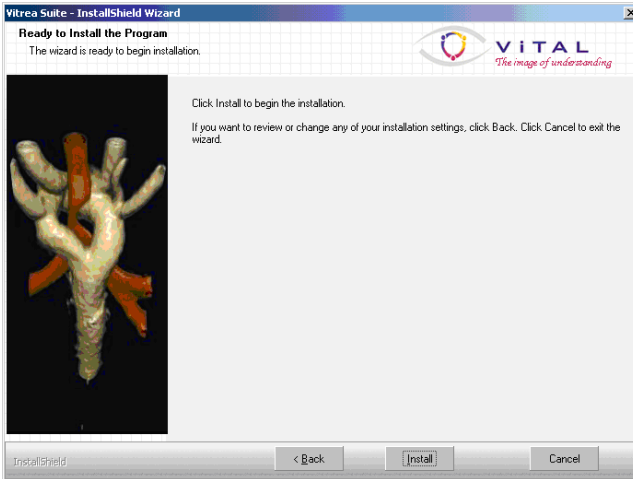 Vitrea Suite - InstallShield Wizard
Ready to Install the Program
The wizard is ready to begin installation.
ViTAL
The image of understanding
Click Install to begin the installation.
If you want to review or change any of your installation settings, click Back. Click Cancel to exit the
wizard.
InstallShield
< Back
Install
Cancel